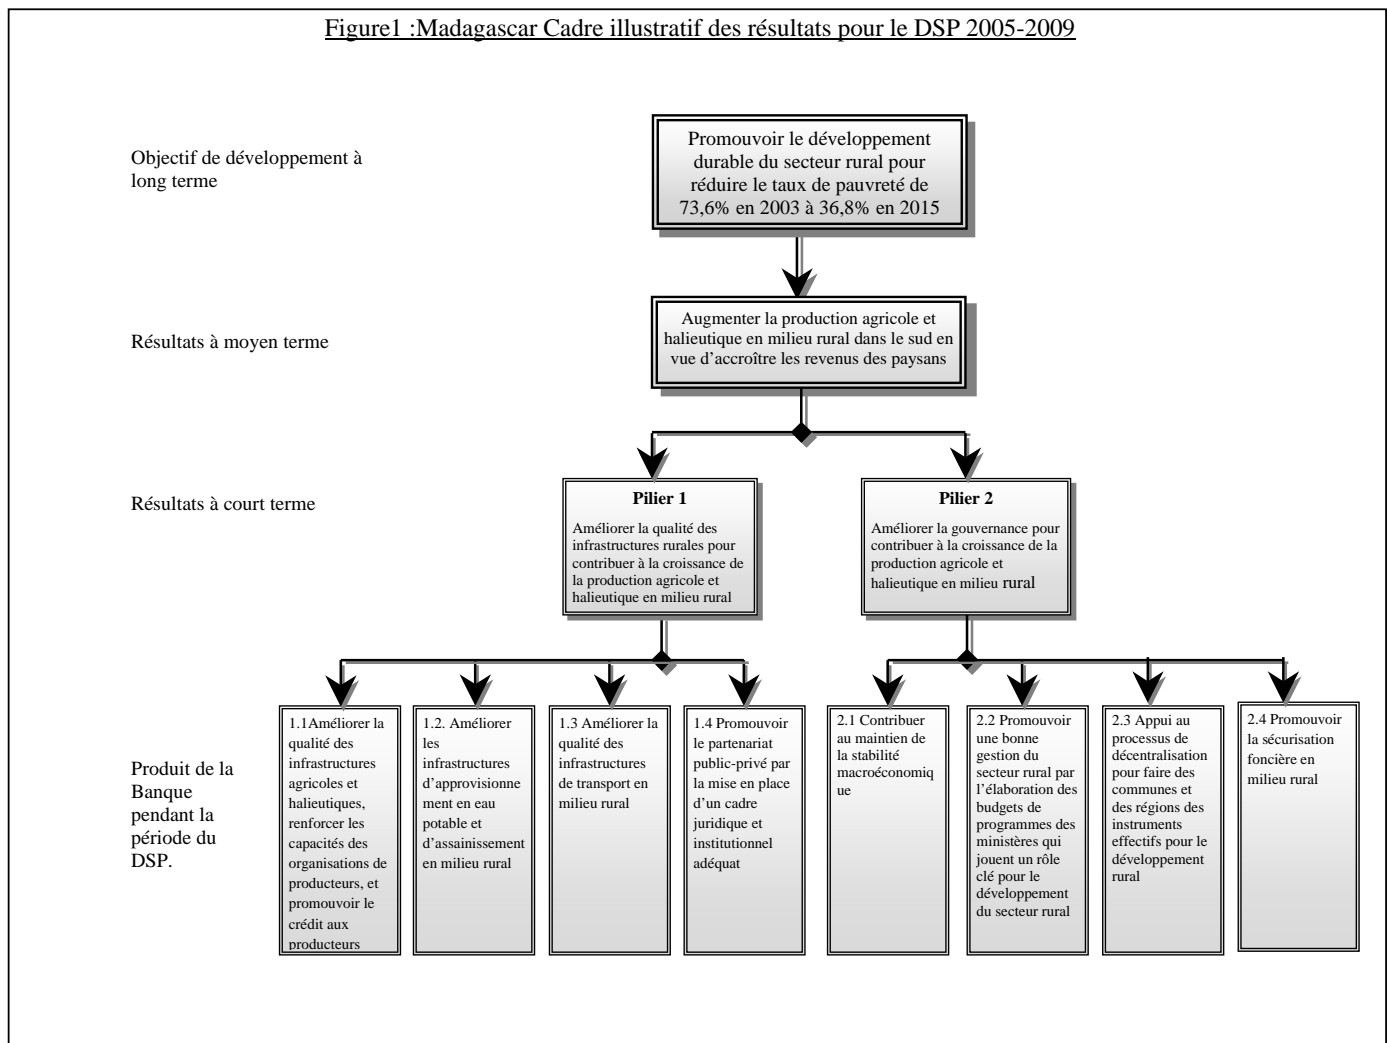 Figure1 :Madagascar Cadre illustratif des résultats pour le DSP 2005-2009
Objectif de développement à
long terme
Promouvoir le développement
durable du secteur rural pour
réduire le taux de pauvreté de
73,6% en 2003 à 36,8% en 2015
Résultats à moyen terme
Augmenter la production agricole et
halieutique en milieu rural dans le sud en
vue d’accroître les revenus des paysans
Résultats à court terme
Pilier 1
Améliorer la qualité des
infrastructures rurales pour
contribuer à la croissance de
la production agricole et
halieutique en milieu rural
Pilier 2
Améliorer la gouvernance pour
contribuer à la croissance de la
production agricole et
halieutique en milieu rural
Produit de la
Banque
pendant la
période du
DSP.
1.1Améliorer la
qualité des
infrastructures
agricoles et
halieutiques,
renforcer les
capacités des
organisations de
producteurs, et
promouvoir le
crédit aux
producteurs
1.2. Améliorer
les
infrastructures
d’approvisionne
ment en eau
potable et
d’assainissement
en milieu rural
1.3 Améliorer la
qualité des
infrastructures
de transport en
milieu rural
1.4 Promouvoir
le partenariat
public-privé par
la mise en place
d’un cadre
juridique et
institutionnel
adéquat
2.1 Contribuer
au maintien de
la stabilité
macroéconomiq
ue
2.2 Promouvoir
une bonne
gestion du
secteur rural par
l’élaboration des
budgets de
programmes des
ministères qui
jouent un rôle
clé pour le
développement
du secteur rural
2.3 Appui au
processus de
décentralisation
pour faire des
communes et
des régions des
instruments
effectifs pour le
développement
rural
2.4 Promouvoir
la sécurisation
foncière en
milieu rural